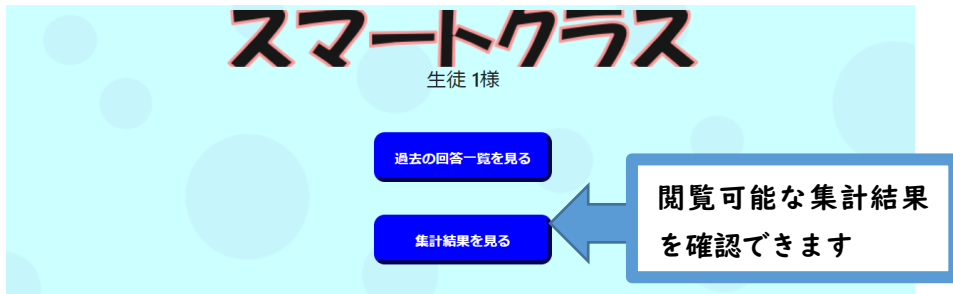 スマートクラス
生徒 1様
過去の回答一覧を見る
集計結果を見る
閲覧可能な集計結果
を確認できます